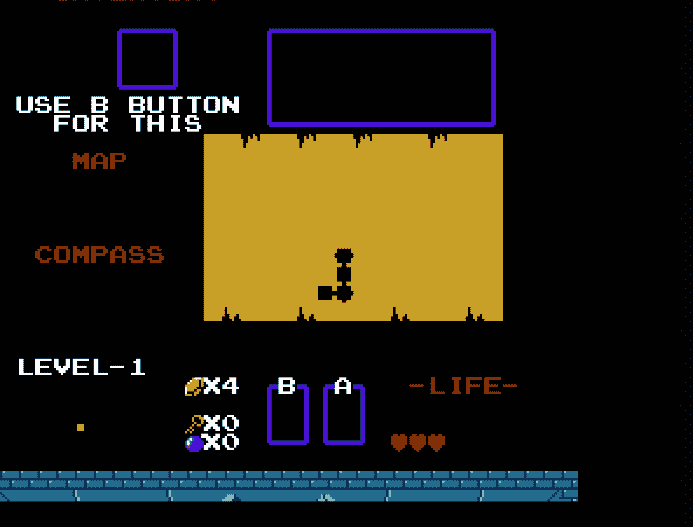 USE B BUTTON
FOR THIS
MAP
COMPASS
LEVEL-1
X4
B
A
-LIFE-
X0
X0